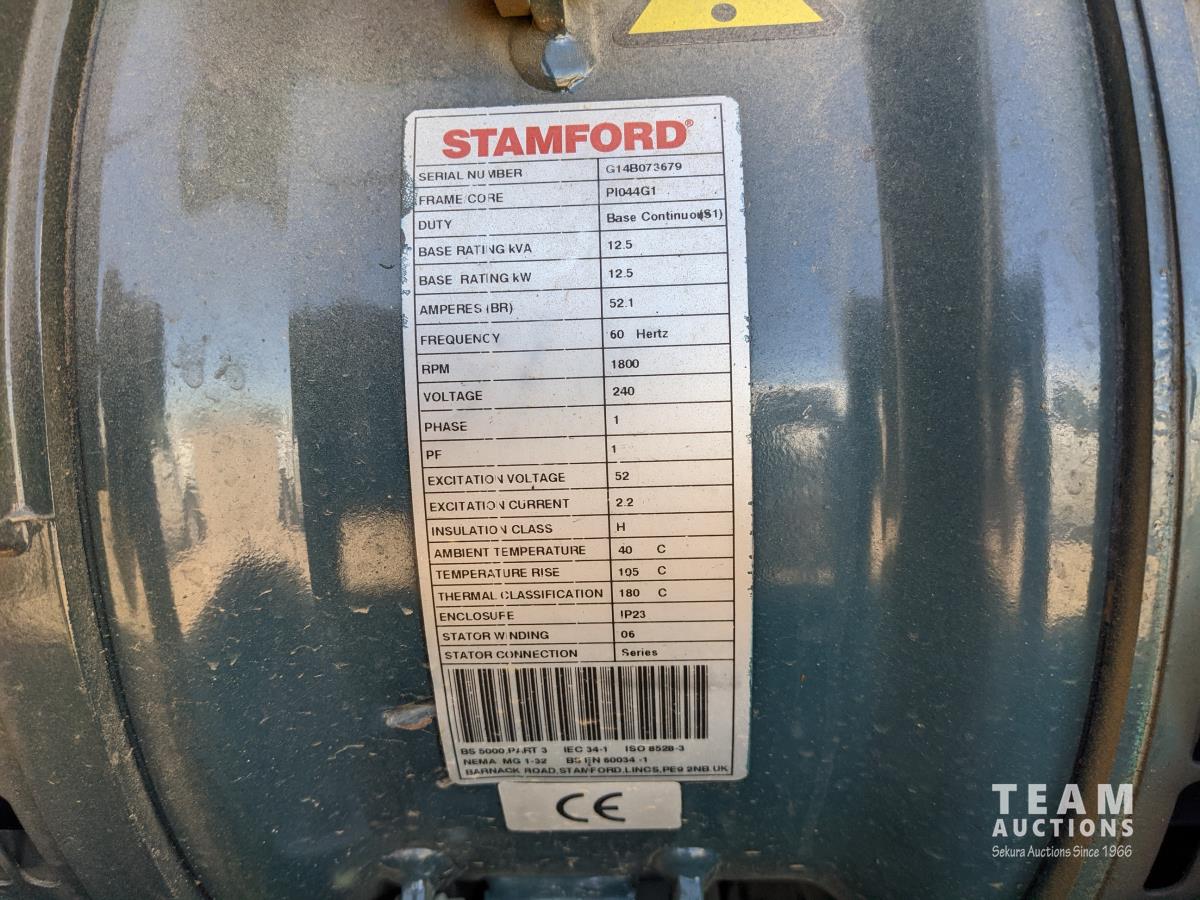 STAMFORD®
SERIAL NUMBER G14B073679
FRAME/CORE PI044G1
DUTY Base Continuous(S1)
BASE RATING kVA 12.5
BASE RATING kW 12.5
AMPERES (BR) 52.1
FREQUENCY 60 Hertz
RPM 1800
VOLTAGE 240
PHASE 1
PF 1
EXCITATION VOLTAGE 52
EXCITATION CURRENT 2.2
INSULATION CLASS H
AMBIENT TEMPERATURE 40 C
TEMPERATURE RISE 105 C
THERMAL CLASSIFICATION 180 C
ENCLOSURE IP23
STATOR WINDING 06
STATOR CONNECTION Series
BS 5000,PART 3 IEC 34-1 ISO 8528-3
NEMA MG 1-32 BS EN 60034 -1
BARNACK ROAD,STAMFORD,LINCS,PE9 2NB.UK
CE
TEAM
AUCTIONS
Sekura Auctions Since 1966